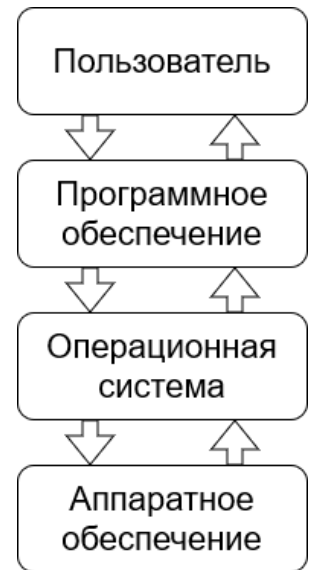 Пользователь
Программное
обеспечение
Операционная
система
Аппаратное
обеспечение